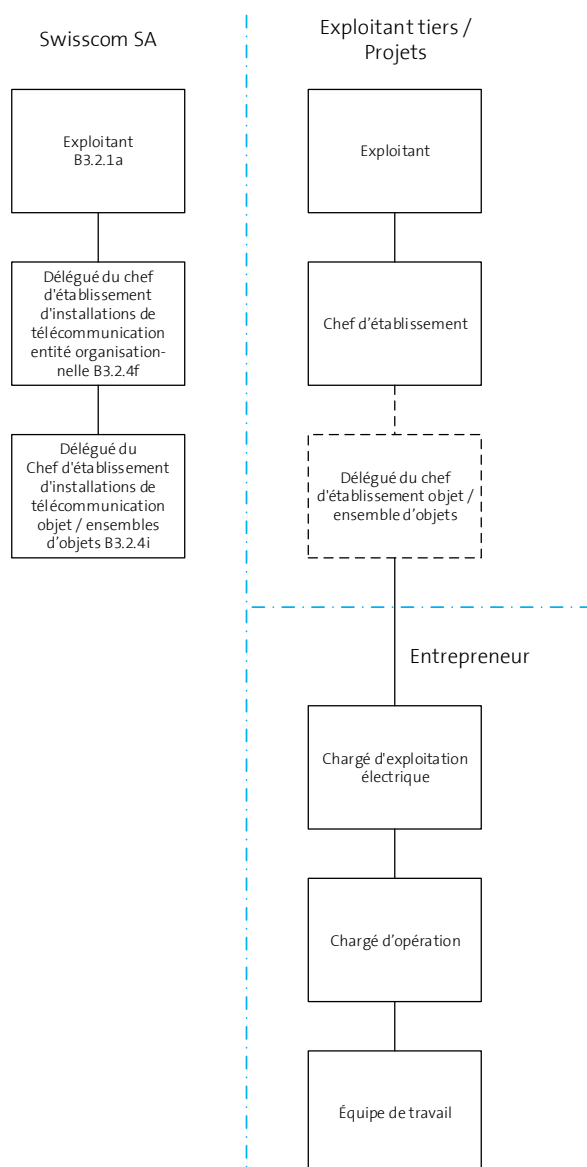 Swisscom SA
Exploitant
B3.2.1a
Délégué du chef
d'établissement
d'installations de
télécommunication
entité organisation-
nelle B3.2.4f
Délégué du
Chef d'établissement
d'installations de
télécommunication
objet / ensembles
d’objets B3.2.4i
Exploitant tiers /
Projets
Exploitant
Chef d’établissement
Délégué du chef
d'établissement objet /
ensemble d’objets
Entrepreneur
Chargé d'exploitation
électrique
Chargé d’opération
Équipe de travail